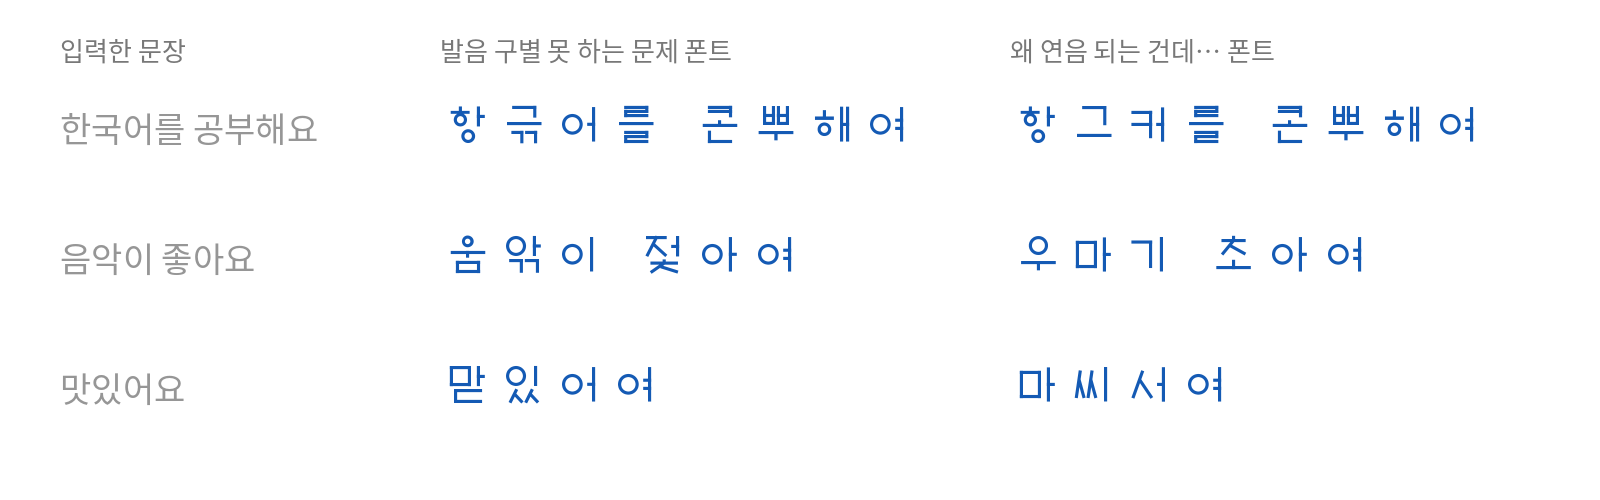 입력한 문장 발음 구별 못 하는 문제 폰트 왜 연음 되는 건데… 폰트
한국어를 공부해요 항 긖 어 를 콘 뿌 해 여 항 그 커 를 콘 뿌 해 여
음악이 좋아요 움 앆 이 젗 아 여 우 마 기 초 아 여
맛있어요 맏 있 어 여 마 씨 서 여